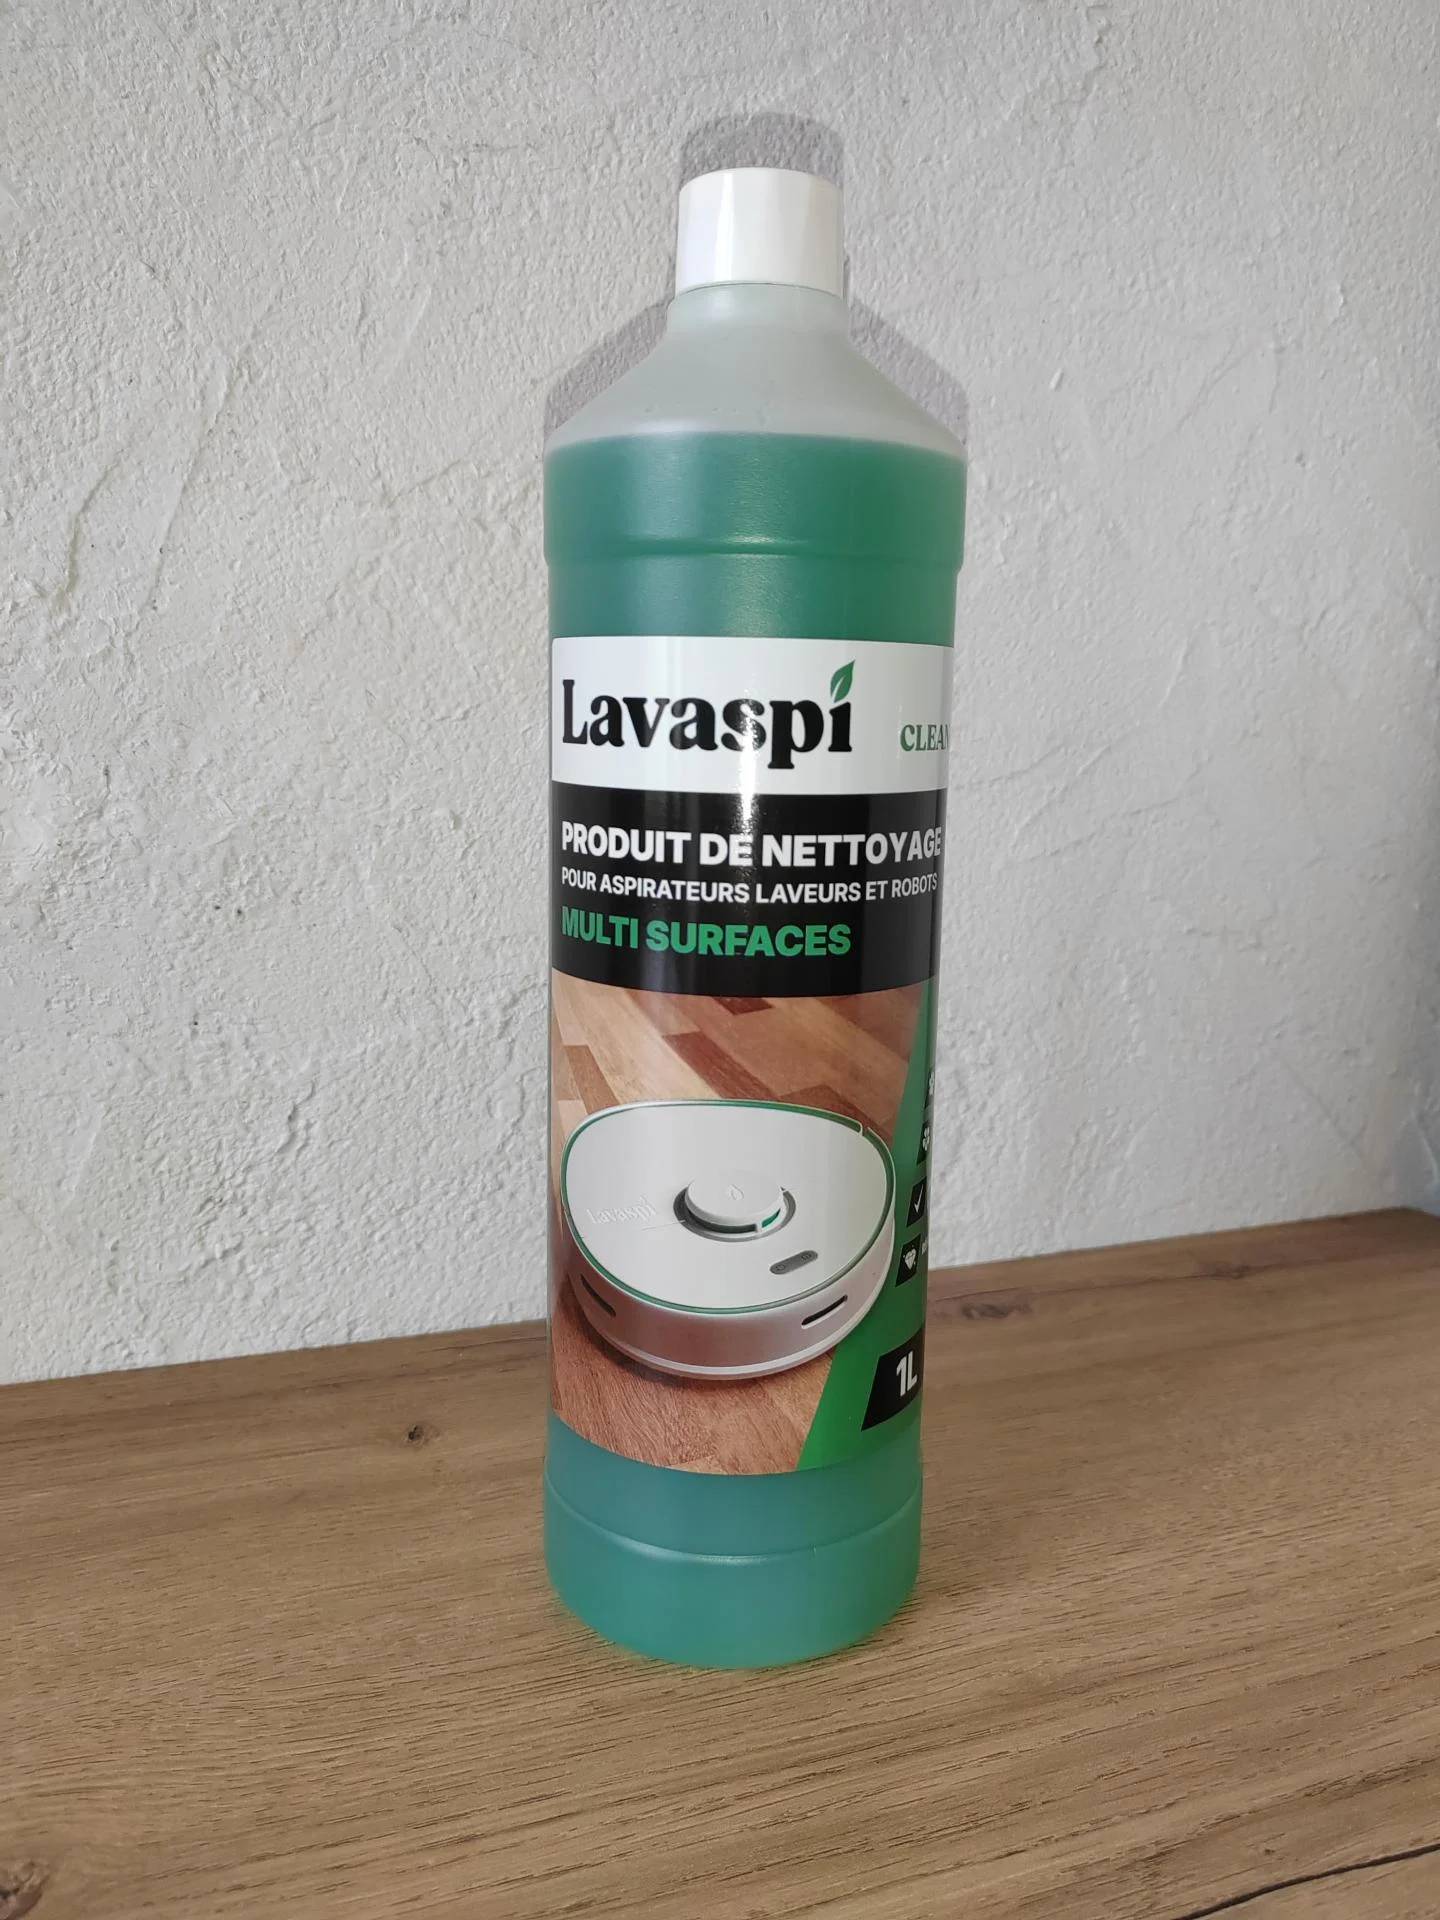 Lavaspi
CLEAN
PRODUIT DE NETTOYAGE
POUR ASPIRATEURS LAVEURS ET ROBOTS
MULTI SURFACES
Lavaspi
1L